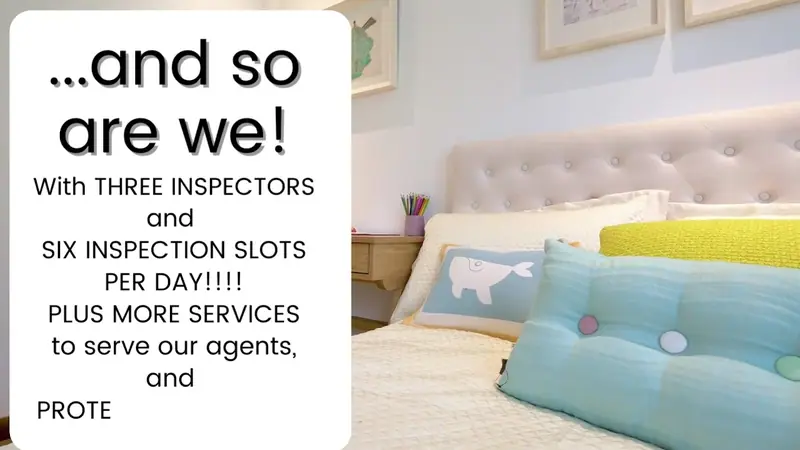 ...and so
are we!
With THREE INSPECTORS
and
SIX INSPECTION SLOTS
PER DAY!!!!
PLUS MORE SERVICES
to serve our agents,
and
PROTE